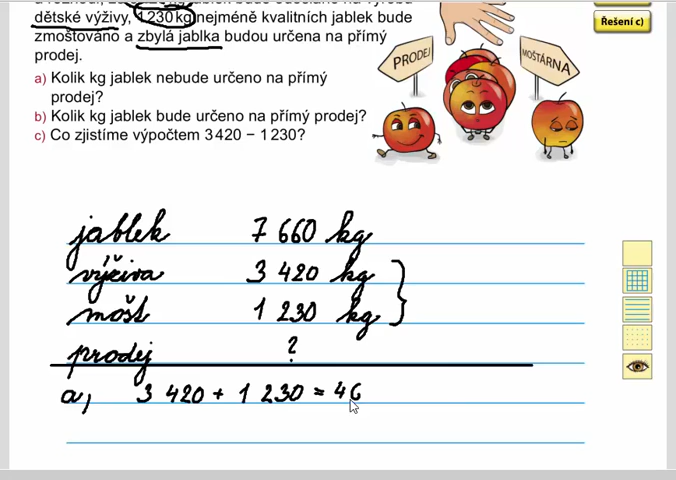 dětské výživy, 1 230 kg nejméně kvalitních jablek bude
zmoštováno a zbylá jablka budou určena na přímý
prodej.
a) Kolik kg jablek nebude určeno na přímý
prodej?
b) Kolik kg jablek bude určeno na přímý prodej?
c) Co zjistíme výpočtem 3 420 − 1 230?
Řešení c)
PRODEJ
MOŠTÁRNA
jablek 7 660 kg
výživa 3 420 kg
mošt 1 230 kg
prodej ?
a, 3 420 + 1 230 = 46